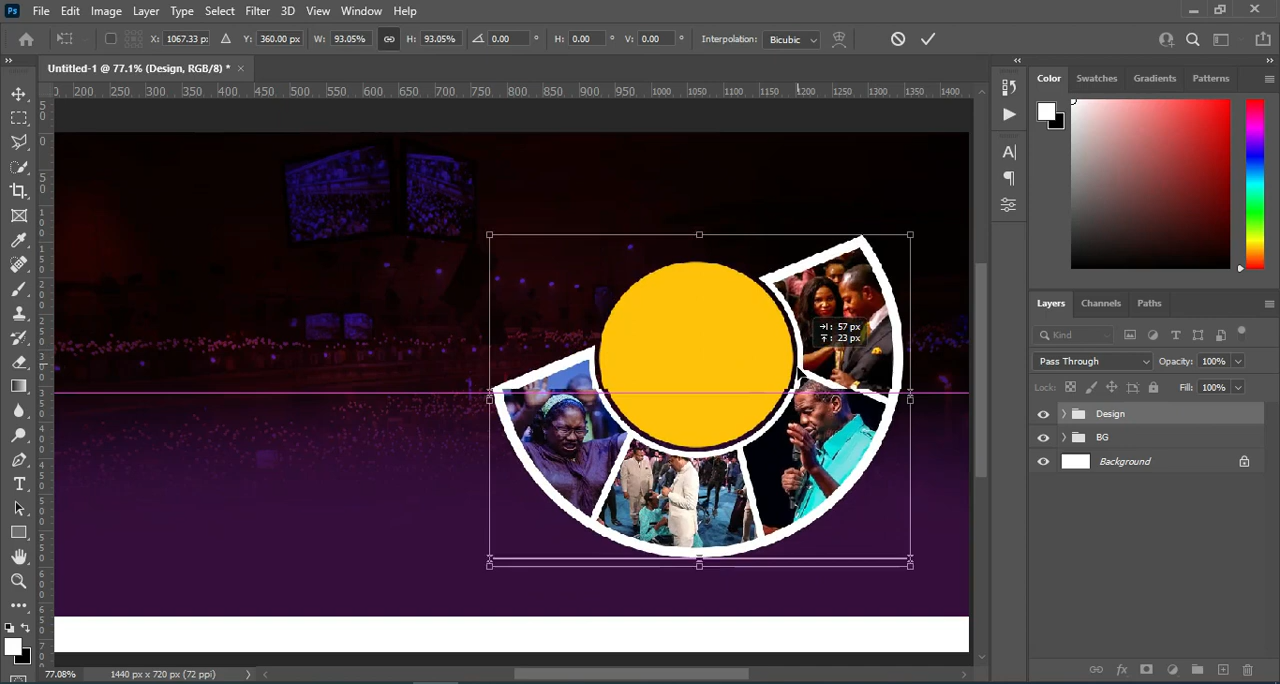 Ps File Edit Image Layer Type Select Filter 3D View Window Help
X: 1067.33 px Y: 360.00 px W: 93.05% H: 93.05% 0.00 ° H: 0.00 ° V: 0.00 ° Interpolation: Bicubic
Untitled-1 @ 77.1% (Design, RGB/8) * ×
200 250 300 350 400 450 500 550 600 650 700 750 800 850 900 950 1000 1050 1100 1150 1200 1250 1300 1350 1400
Color Swatches Gradients Patterns
57 px
23 px
Layers Channels Paths
Kind
Pass Through Opacity: 100%
Lock: Fill: 100%
Design
BG
Background
77.08% 1440 px x 720 px (72 ppi)